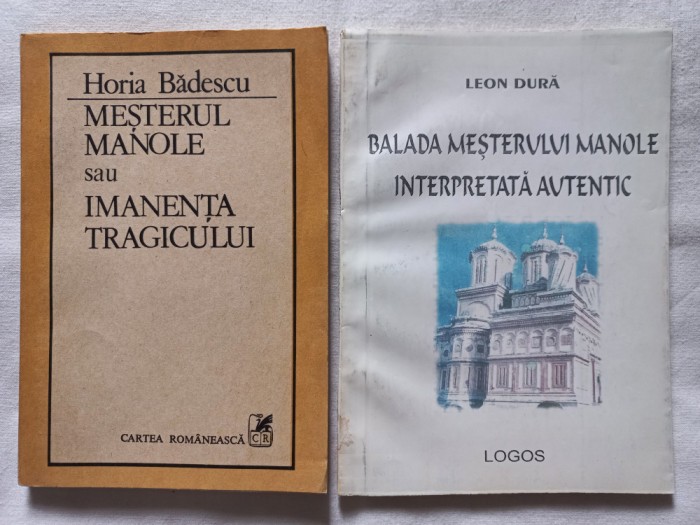 Horia Bădescu
MEȘTERUL
MANOLE
sau
IMANENȚA
TRAGICULUI
CARTEA ROMÂNEASCĂ
CR
LEON DURĂ
BALADA MEȘTERULUI MANOLE
INTERPRETATĂ AUTENTIC
LOGOS